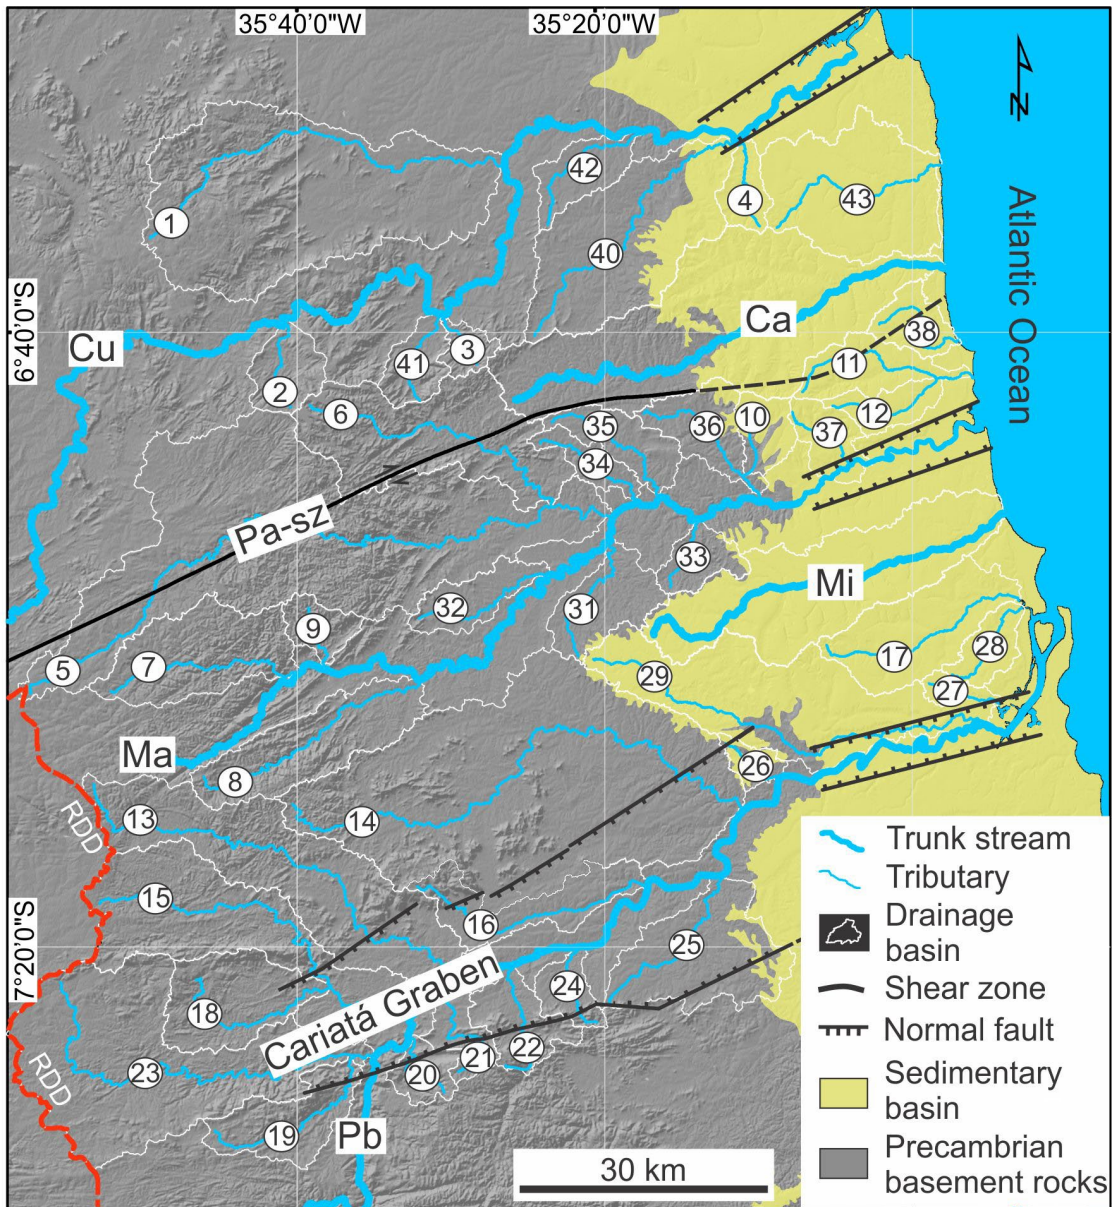 35°40'0"W
35°20'0"W
N
Atlantic Ocean
42
1
4
43
40
6°40'0"S
Cu
Ca
38
3
41
11
2
6
10
12
35
36
37
34
Pa-sz
33
Mi
32
31
9
5
7
28
17
29
27
Ma
8
26
RDD
13
14
15
16
25
7°20'0"S
Cariatá Graben
24
18
RDD
23
22
21
20
19
Pb
30 km
Trunk stream
Tributary
Drainage
basin
Shear zone
Normal fault
Sedimentary
basin
Precambrian
basement rocks